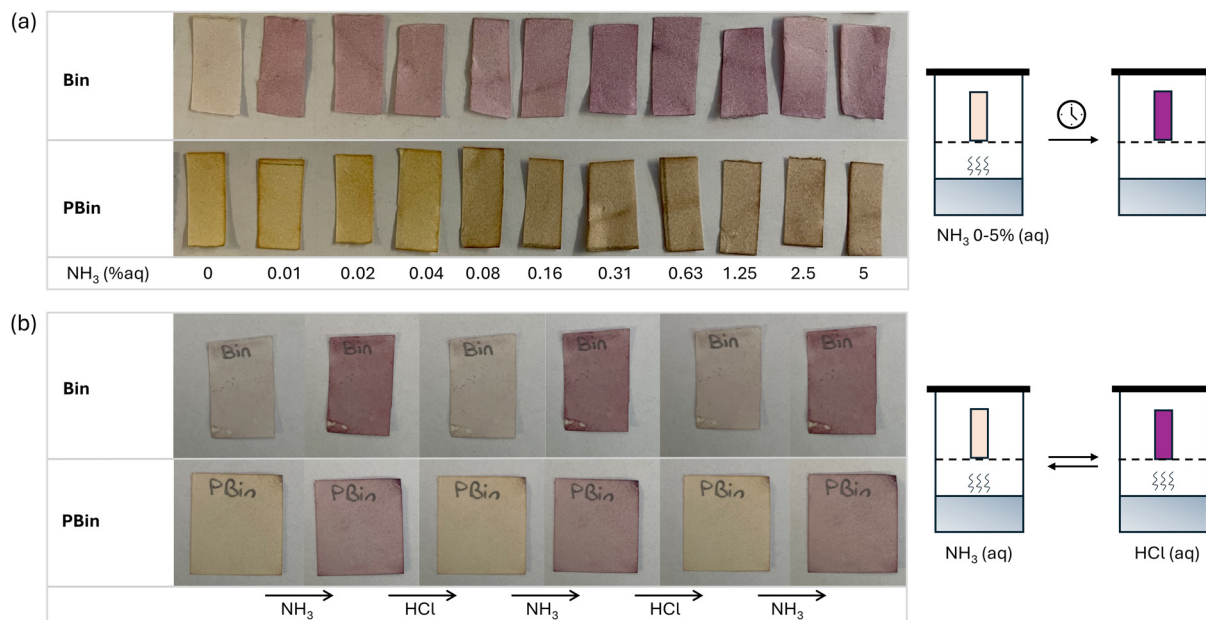 (a)
Bin
PBin
NH₃ (%aq) 0 0.01 0.02 0.04 0.08 0.16 0.31 0.63 1.25 2.5 5
NH₃ 0-5% (aq)
(b)
Bin
Bin Bin Bin Bin Bin Bin
PBin
PBin PBin PBin PBin PBin PBin
NH₃ HCl NH₃ HCl NH₃
NH₃ (aq) HCl (aq)